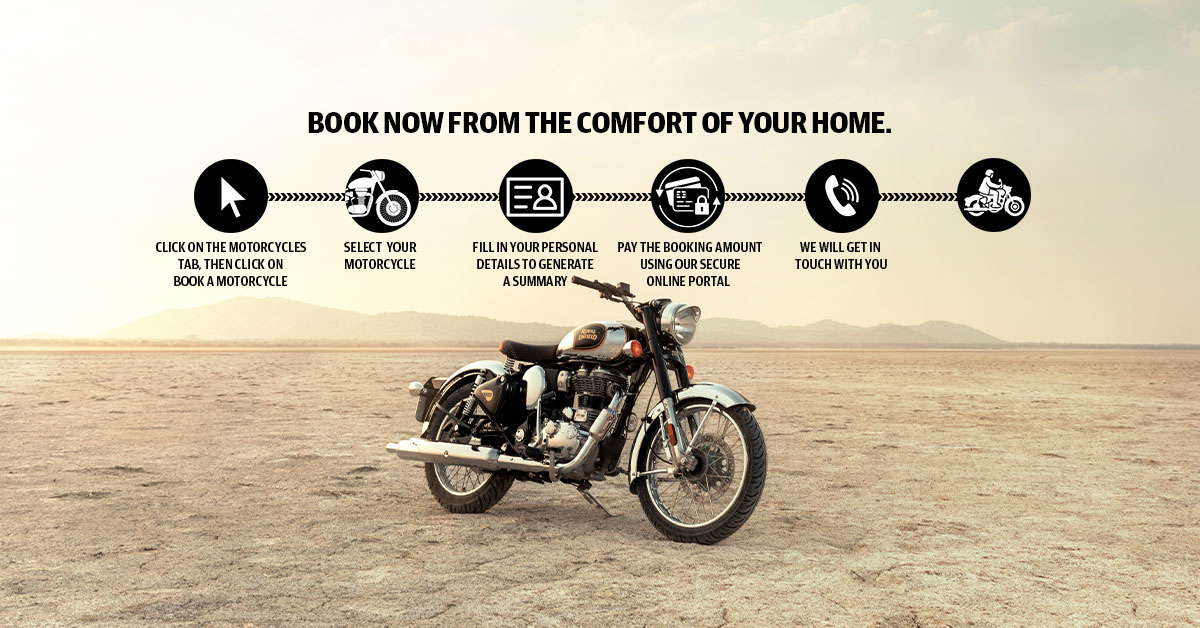 BOOK NOW FROM THE COMFORT OF YOUR HOME.
CLICK ON THE MOTORCYCLES
TAB, THEN CLICK ON
BOOK A MOTORCYCLE
SELECT YOUR
MOTORCYCLE
FILL IN YOUR PERSONAL
DETAILS TO GENERATE
A SUMMARY
PAY THE BOOKING AMOUNT
USING OUR SECURE
ONLINE PORTAL
WE WILL GET IN
TOUCH WITH YOU
ROYAL
ENFIELD